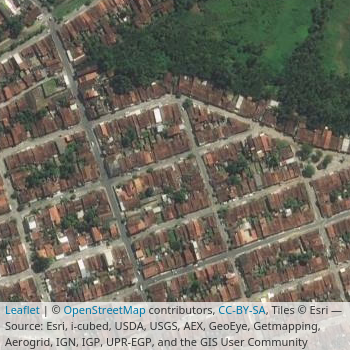 Leaflet | © OpenStreetMap contributors, CC-BY-SA, Tiles © Esri —
Source: Esri, i-cubed, USDA, USGS, AEX, GeoEye, Getmapping,
Aerogrid, IGN, IGP, UPR-EGP, and the GIS User Community